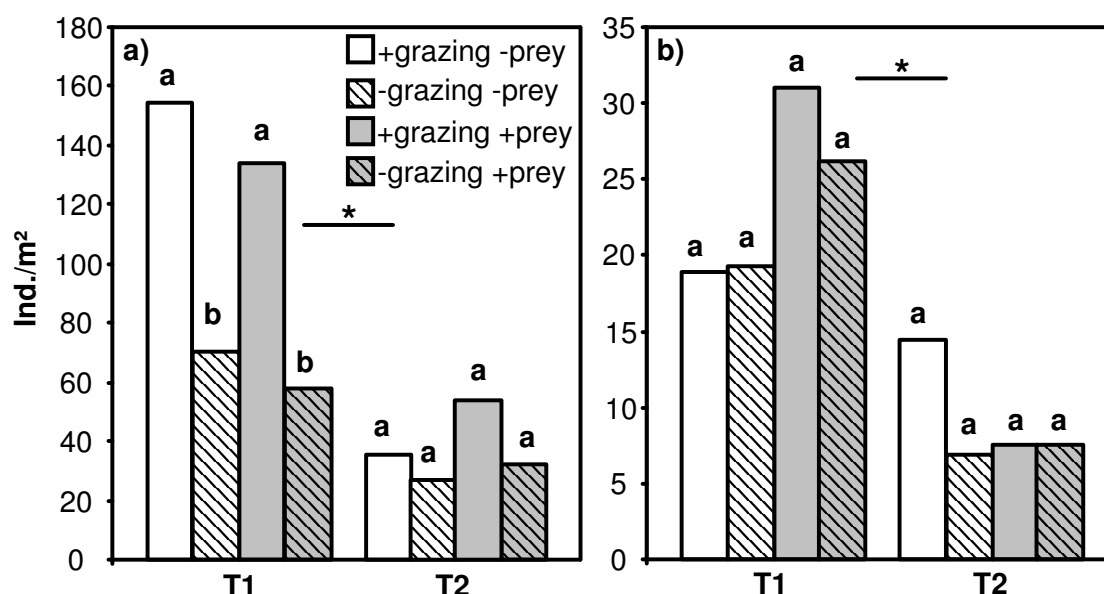 a)
+grazing -prey
-grazing -prey
+grazing +prey
-grazing +prey
Ind./m²
180
160
140
120
100
80
60
40
20
0
a
b
a
b
*
a
a
a
a
T1
T2
b)
35
30
25
20
15
10
5
0
a
a
a
a
*
a
a
a
a
T1
T2